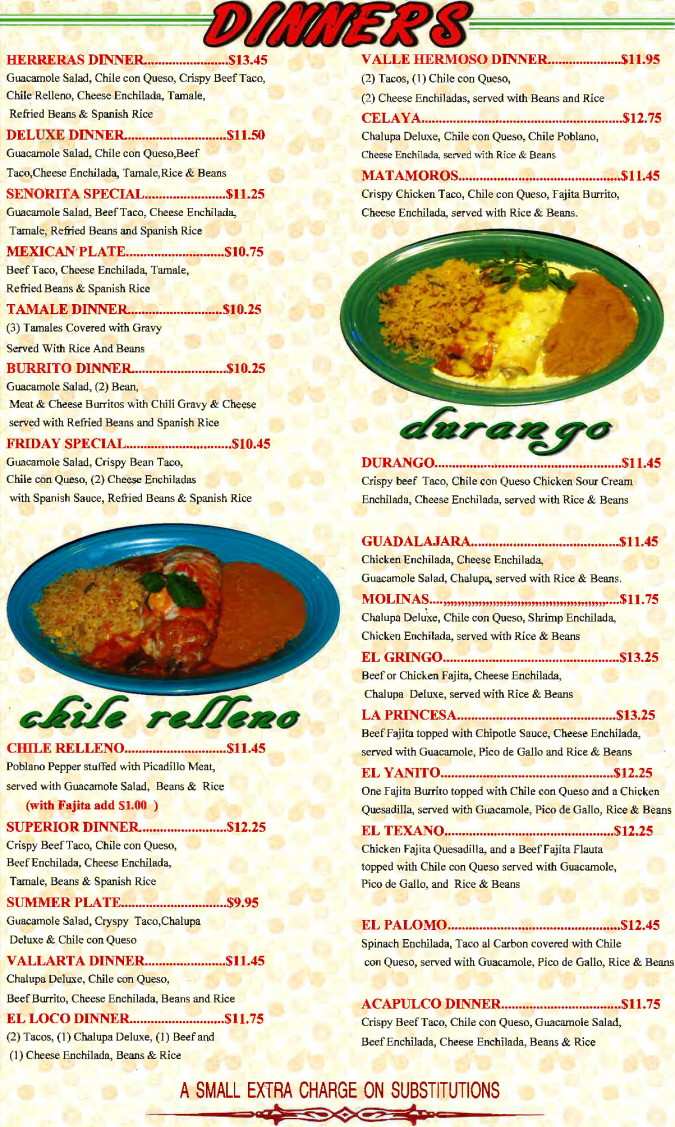 DINNERS
HERRERAS DINNER........................$13.45
Guacamole Salad, Chile con Queso, Crispy Beef Taco,
Chile Relleno, Cheese Enchilada, Tamale,
Refried Beans & Spanish Rice
DELUXE DINNER.............................$11.50
Guacamole Salad, Chile con Queso,Beef
Taco,Cheese Enchilada, Tamale,Rice & Beans
SENORITA SPECIAL.......................$11.25
Guacamole Salad, Beef Taco, Cheese Enchilada,
Tamale, Refried Beans and Spanish Rice
MEXICAN PLATE............................$10.75
Beef Taco, Cheese Enchilada, Tamale,
Refried Beans & Spanish Rice
TAMALE DINNER...........................$10.25
(3) Tamales Covered with Gravy
Served With Rice And Beans
BURRITO DINNER...........................$10.25
Guacamole Salad, (2) Bean,
Meat & Cheese Burritos with Chili Gravy & Cheese
served with Refried Beans and Spanish Rice
FRIDAY SPECIAL..............................$10.45
Guacamole Salad, Crispy Bean Taco,
Chile con Queso, (2) Cheese Enchiladas
with Spanish Sauce, Refried Beans & Spanish Rice
chile relleno
CHILE RELLENO.............................$11.45
Poblano Pepper stuffed with Picadillo Meat,
served with Guacamole Salad, Beans & Rice
(with Fajita add $1.00 )
SUPERIOR DINNER.........................$12.25
Crispy Beef Taco, Chile con Queso,
Beef Enchilada, Cheese Enchilada,
Tamale, Beans & Spanish Rice
SUMMER PLATE..............................$9.95
Guacamole Salad, Cryspy Taco,Chalupa
Deluxe & Chile con Queso
VALLARTA DINNER.......................$11.45
Chalupa Deluxe, Chile con Queso,
Beef Burrito, Cheese Enchilada, Beans and Rice
EL LOCO DINNER...........................$11.75
(2) Tacos, (1) Chalupa Deluxe, (1) Beef and
(1) Cheese Enchilada, Beans & Rice
VALLE HERMOSO DINNER.....................$11.95
(2) Tacos, (1) Chile con Queso,
(2) Cheese Enchiladas, served with Beans and Rice
CELAYA.........................................................$12.75
Chalupa Deluxe, Chile con Queso, Chile Poblano,
Cheese Enchilada, served with Rice & Beans
MATAMOROS..............................................$11.45
Crispy Chicken Taco, Chile con Queso, Fajita Burrito,
Cheese Enchilada, served with Rice & Beans.
durango
DURANGO.....................................................$11.45
Crispy beef Taco, Chile con Queso Chicken Sour Cream
Enchilada, Cheese Enchilada, served with Rice & Beans
GUADALAJARA..........................................$11.45
Chicken Enchilada, Cheese Enchilada,
Guacamole Salad, Chalupa, served with Rice & Beans.
MOLINAS....,,,,,,,,,,,,,,,,,,,,,,,,,,,,,,,,,,,,,,,,,,,,,....$11.75
Chalupa Deluxe, Chile con Queso, Shrimp Enchilada,
Chicken Enchilada, served with Rice & Beans
EL GRINGO..................................................$13.25
Beef or Chicken Fajita, Cheese Enchilada,
Chalupa Deluxe, served with Rice & Beans
LA PRINCESA.............................................$13.25
Beef Fajita topped with Chipotle Sauce, Cheese Enchilada,
served with Guacamole, Pico de Gallo and Rice & Beans
EL YANITO.................................................$12.25
One Fajita Burrito topped with Chile con Queso and a Chicken
Quesadilla, served with Guacamole, Pico de Gallo, Rice & Beans
EL TEXANO................................................$12.25
Chicken Fajita Quesadilla, and a Beef Fajita Flauta
topped with Chile con Queso served with Guacamole,
Pico de Gallo, and Rice & Beans
EL PALOMO.................................................$12.45
Spinach Enchilada, Taco al Carbon covered with Chile
con Queso, served with Guacamole, Pico de Gallo, Rice & Beans
ACAPULCO DINNER..................................$11.75
Crispy Beef Taco, Chile con Queso, Guacamole Salad,
Beef Enchilada, Cheese Enchilada, Beans & Rice
A SMALL EXTRA CHARGE ON SUBSTITUTIONS